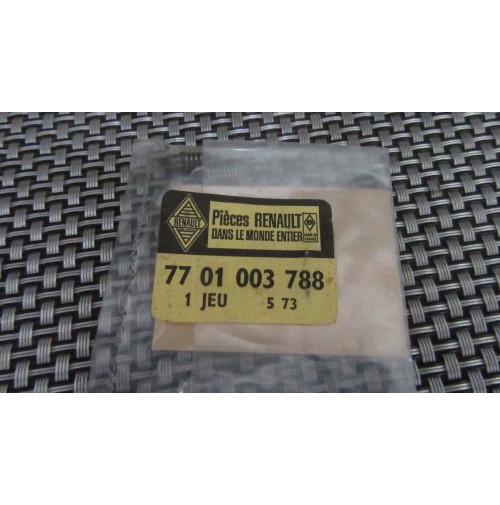 RENAULT
Pièces RENAULT
DANS LE MONDE ENTIER
77 01 003 788
1 JEU 5 73